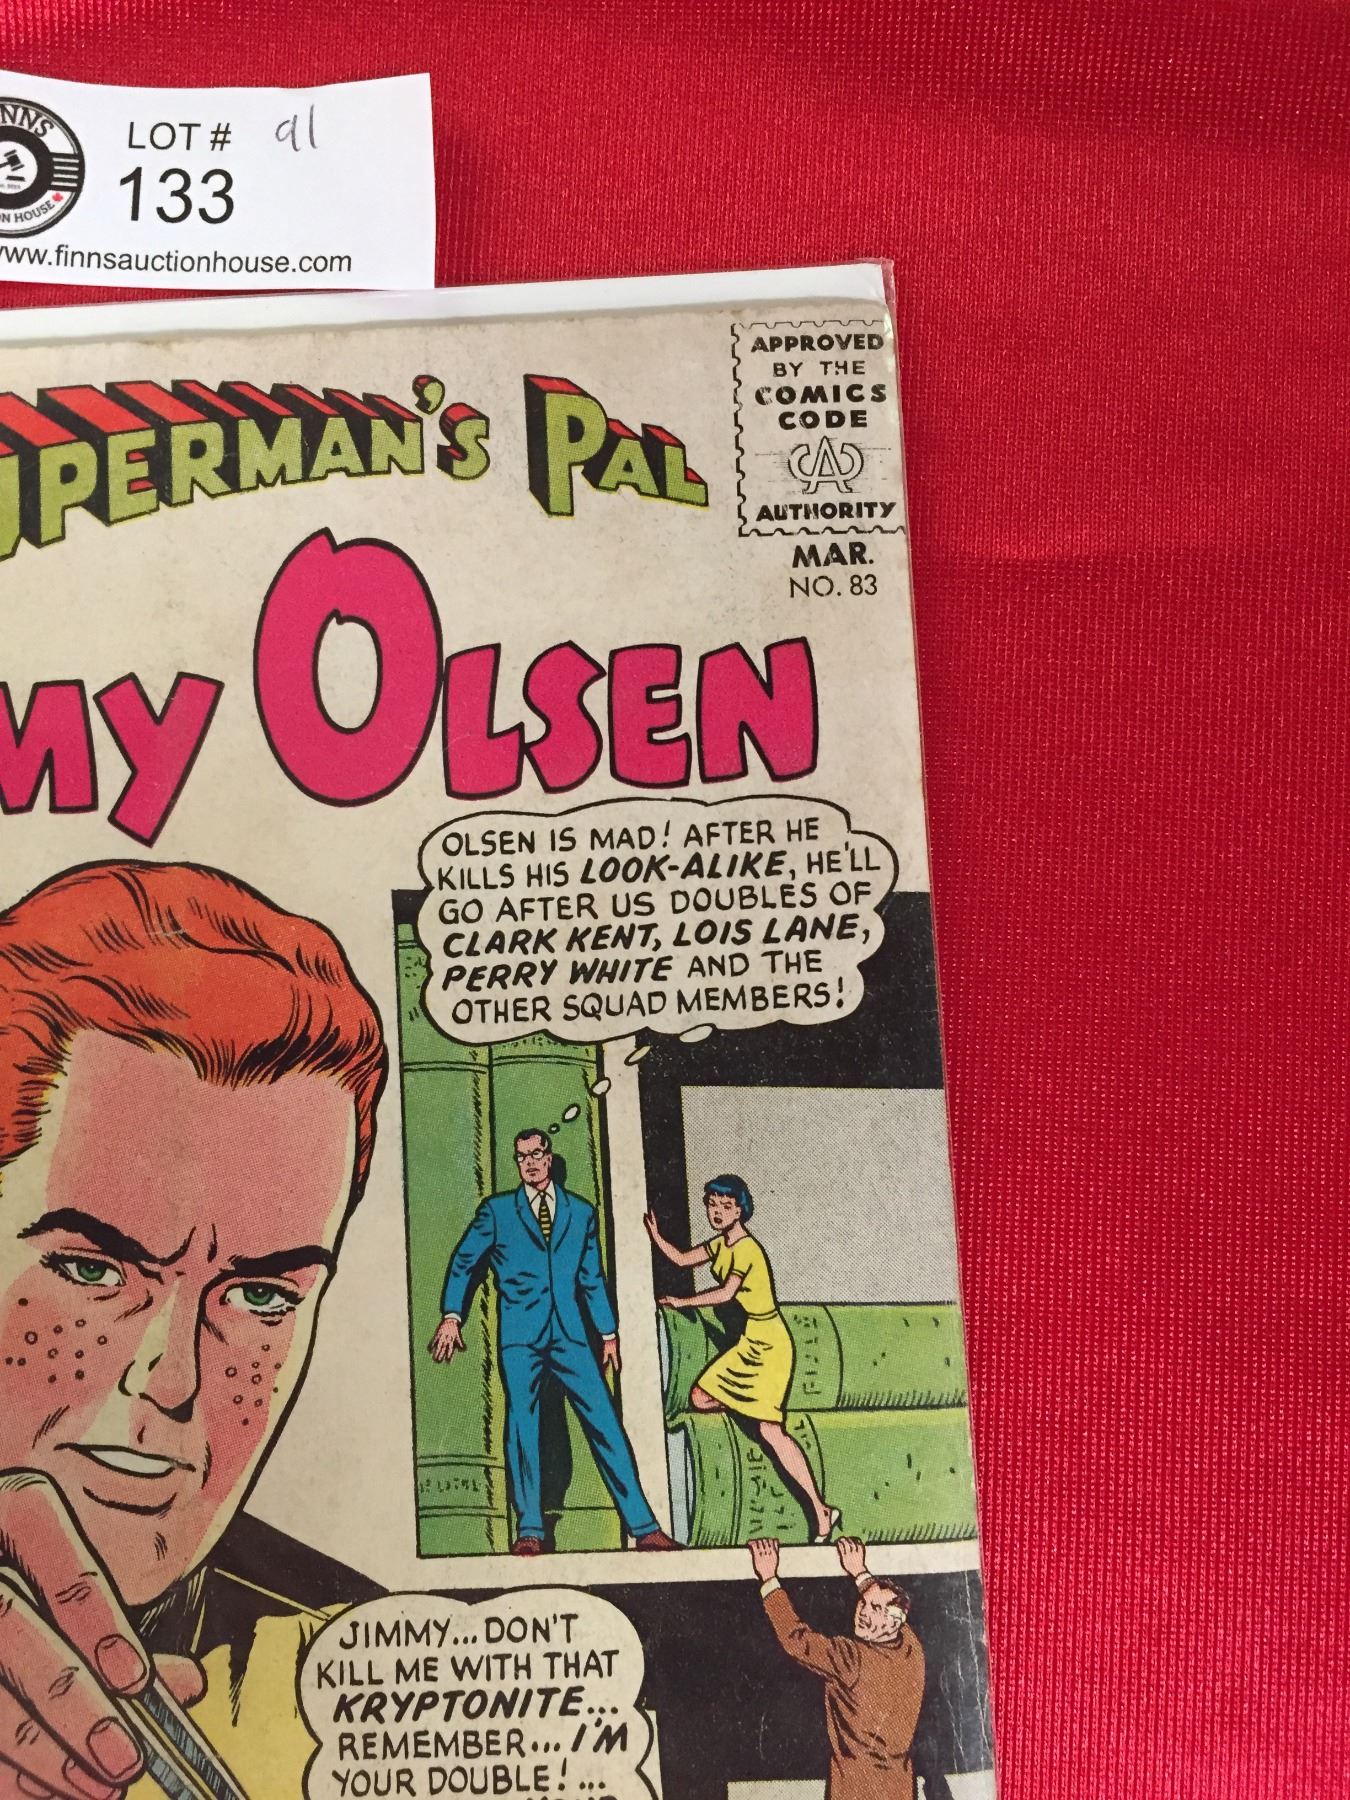 LOT # 91
133
www.finnsauctionhouse.com
APPROVED
BY THE
COMICS
CODE
CA
AUTHORITY
MAR.
NO. 83
PERMAN'S PAL
MY OLSEN
OLSEN IS MAD! AFTER HE
KILLS HIS LOOK-ALIKE, HE'LL
GO AFTER US DOUBLES OF
CLARK KENT, LOIS LANE,
PERRY WHITE AND THE
OTHER SQUAD MEMBERS!
JIMMY... DON'T
KILL ME WITH THAT
KRYPTONITE...
REMEMBER... I'M
YOUR DOUBLE!...